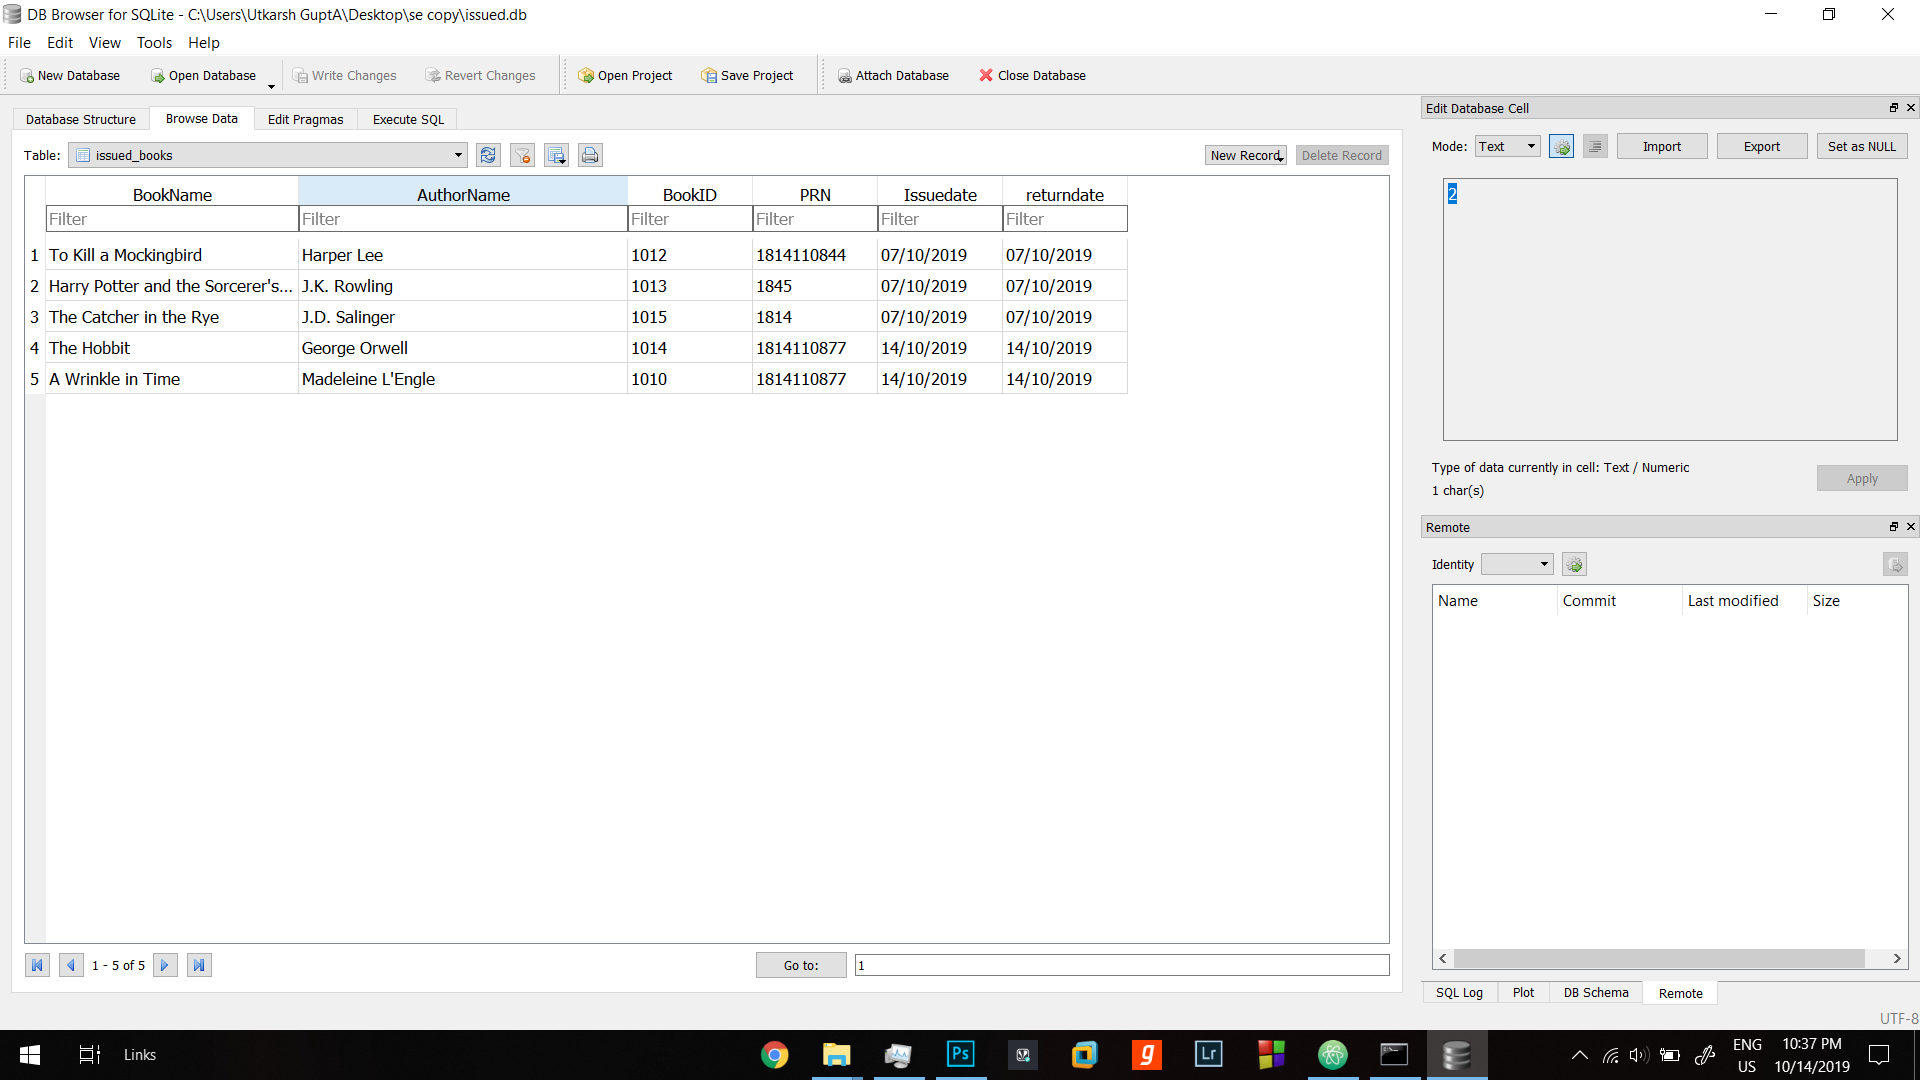 DB Browser for SQLite - C:\Users\Utkarsh GuptA\Desktop\se copy\issued.db
File Edit View Tools Help
New Database Open Database Write Changes Revert Changes Open Project Save Project Attach Database Close Database
Database Structure Browse Data Edit Pragmas Execute SQL
Table: issued_books New Record Delete Record
BookName AuthorName BookID PRN Issuedate returndate
Filter Filter Filter Filter Filter Filter
1 To Kill a Mockingbird Harper Lee 1012 1814110844 07/10/2019 07/10/2019
2 Harry Potter and the Sorcerer's... J.K. Rowling 1013 1845 07/10/2019 07/10/2019
3 The Catcher in the Rye J.D. Salinger 1015 1814 07/10/2019 07/10/2019
4 The Hobbit George Orwell 1014 1814110877 14/10/2019 14/10/2019
5 A Wrinkle in Time Madeleine L'Engle 1010 1814110877 14/10/2019 14/10/2019
1 - 5 of 5 Go to: 1
Edit Database Cell
Mode: Text Import Export Set as NULL
2
Type of data currently in cell: Text / Numeric
1 char(s)
Apply
Remote
Identity
Name Commit Last modified Size
SQL Log Plot DB Schema Remote
UTF-8
Links Ps g Lr
ENG
US
10:37 PM
10/14/2019